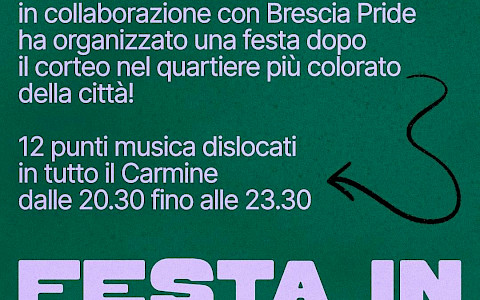 in collaborazione con Brescia Pride
ha organizzato una festa dopo
il corteo nel quartiere più colorato
della città!
12 punti musica dislocati
in tutto il Carmine
dalle 20.30 fino alle 23.30
FESTA IN